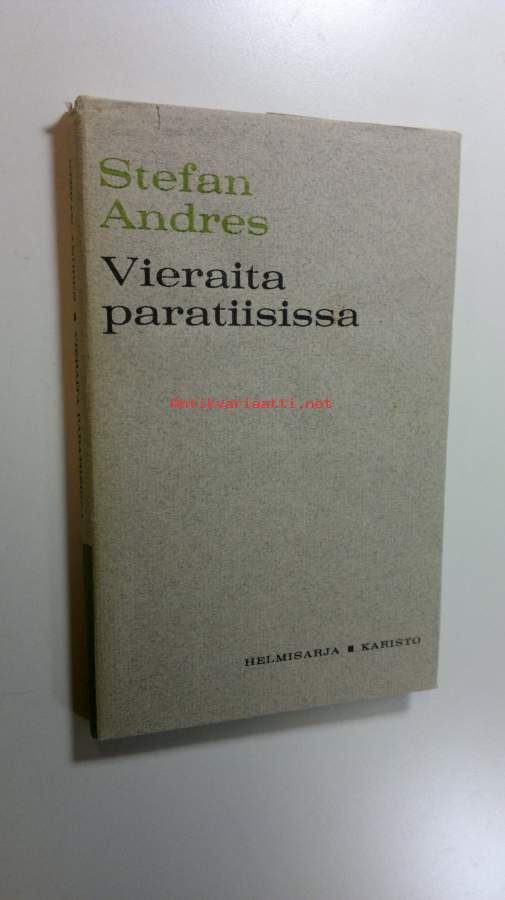 Stefan
Andres
Vieraita
paratiisissa
Antikvariaatti.net
HELMISARJA ■ KARISTO